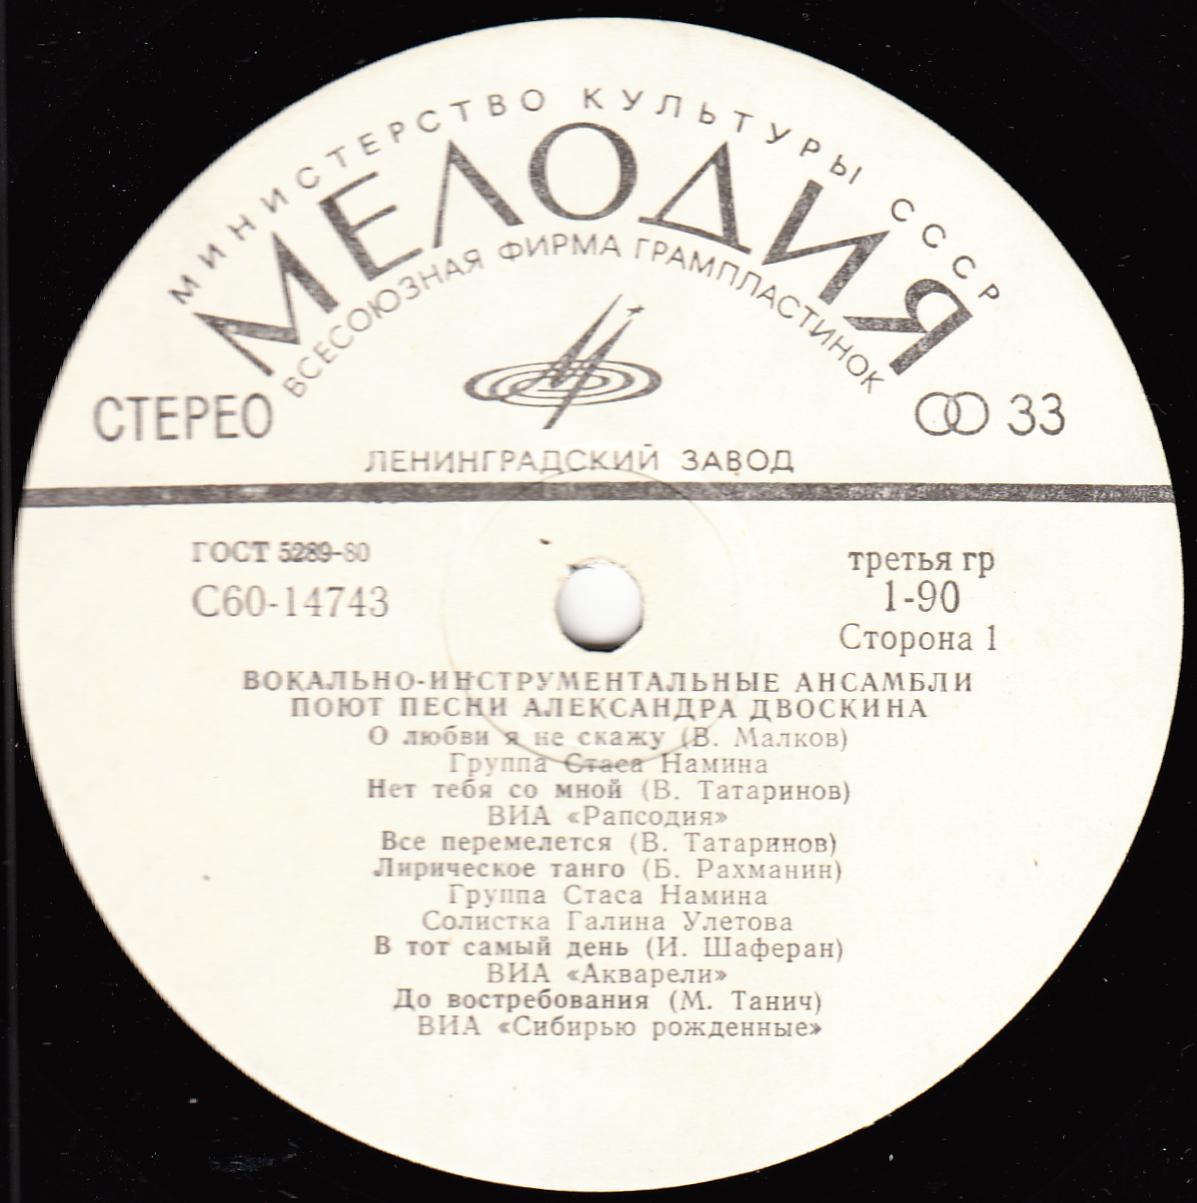 МИНИСТЕРСТВО КУЛЬТУРЫ СССР
МЕЛОДИЯ
ВСЕСОЮЗНАЯ ФИРМА ГРАМПЛАСТИНОК
СТЕРЕО
33
ЛЕНИНГРАДСКИЙ ЗАВОД
ГОСТ 5289-80
С60-14743
третья гр
1-90
Сторона 1
ВОКАЛЬНО-ИНСТРУМЕНТАЛЬНЫЕ АНСАМБЛИ
ПОЮТ ПЕСНИ АЛЕКСАНДРА ДВОСКИНА
О любви я не скажу (В. Малков)
Группа Стаса Намина
Нет тебя со мной (В. Татаринов)
ВИА «Рапсодия»
Все перемелется (В. Татаринов)
Лирическое танго (Б. Рахманин)
Группа Стаса Намина
Солистка Галина Улетова
В тот самый день (И. Шаферан)
ВИА «Акварели»
До востребования (М. Танич)
ВИА «Сибирью рожденные»